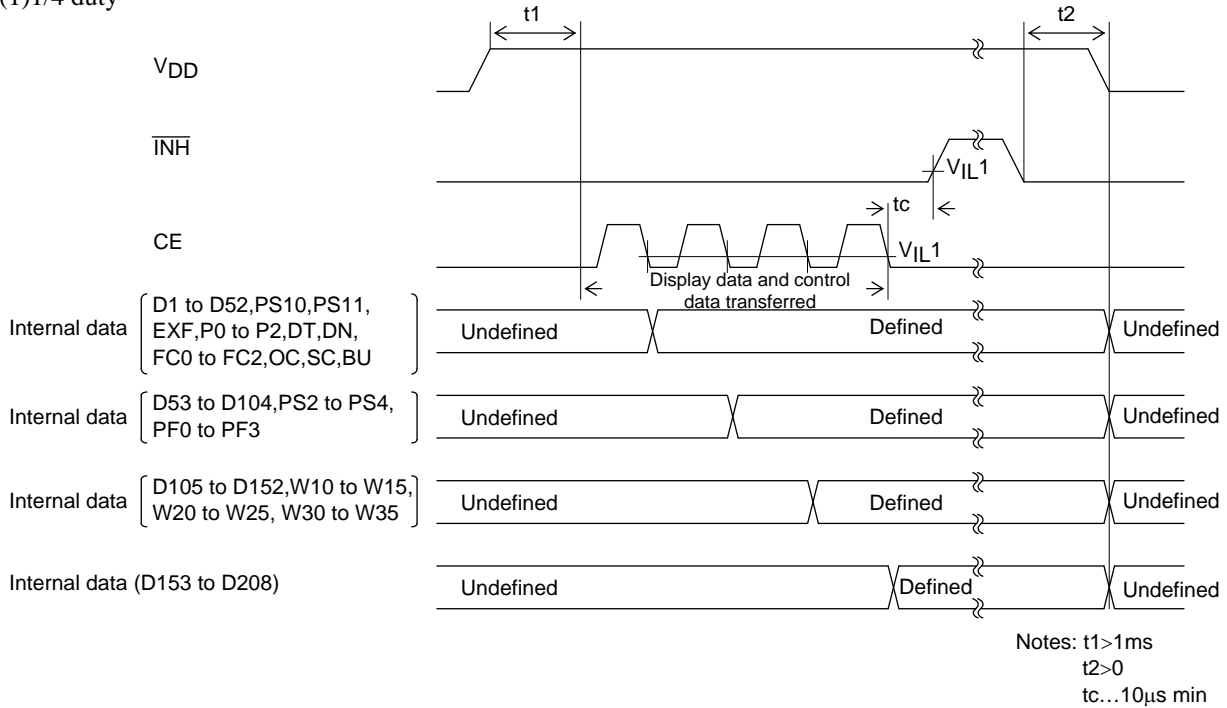 (1)1/4 duty
t1
t2
VDD
INH
VIL1
tc
CE
VIL1
Display data and control
data transferred
Internal data
D1 to D52,PS10,PS11,
EXF,P0 to P2,DT,DN,
FC0 to FC2,OC,SC,BU
Undefined
Defined
Undefined
Internal data
D53 to D104,PS2 to PS4,
PF0 to PF3
Undefined
Defined
Undefined
Internal data
D105 to D152,W10 to W15,
W20 to W25, W30 to W35
Undefined
Defined
Undefined
Internal data (D153 to D208)
Undefined
Defined
Undefined
Notes: t1>1ms
t2>0
tc…10μs min